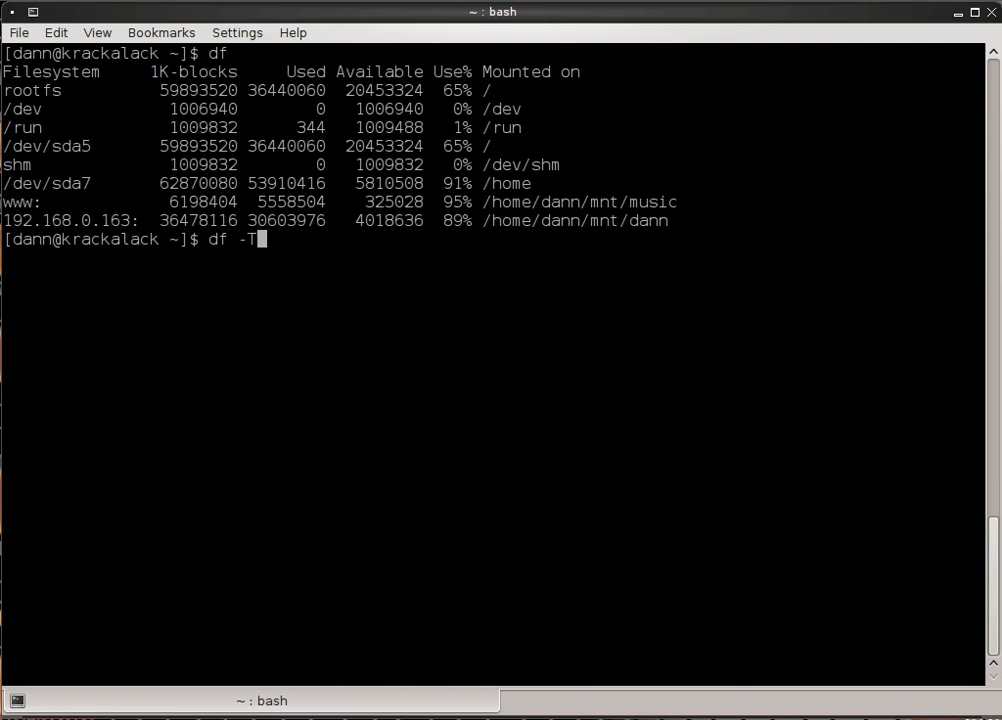 ~ : bash
File Edit View Bookmarks Settings Help
[dann@krackalack ~]$ df
Filesystem     1K-blocks     Used Available Use% Mounted on
rootfs          59893520 36440060  20453324  65% /
/dev             1006940        0   1006940   0% /dev
/run             1009832      344   1009488   1% /run
/dev/sda5       59893520 36440060  20453324  65% /
shm              1009832        0   1009832   0% /dev/shm
/dev/sda7       62870080 53910416   5810508  91% /home
www:             6198404  5558504    325028  95% /home/dann/mnt/music
192.168.0.163:  36478116 30603976   4018636  89% /home/dann/mnt/dann
[dann@krackalack ~]$ df -T
~ : bash